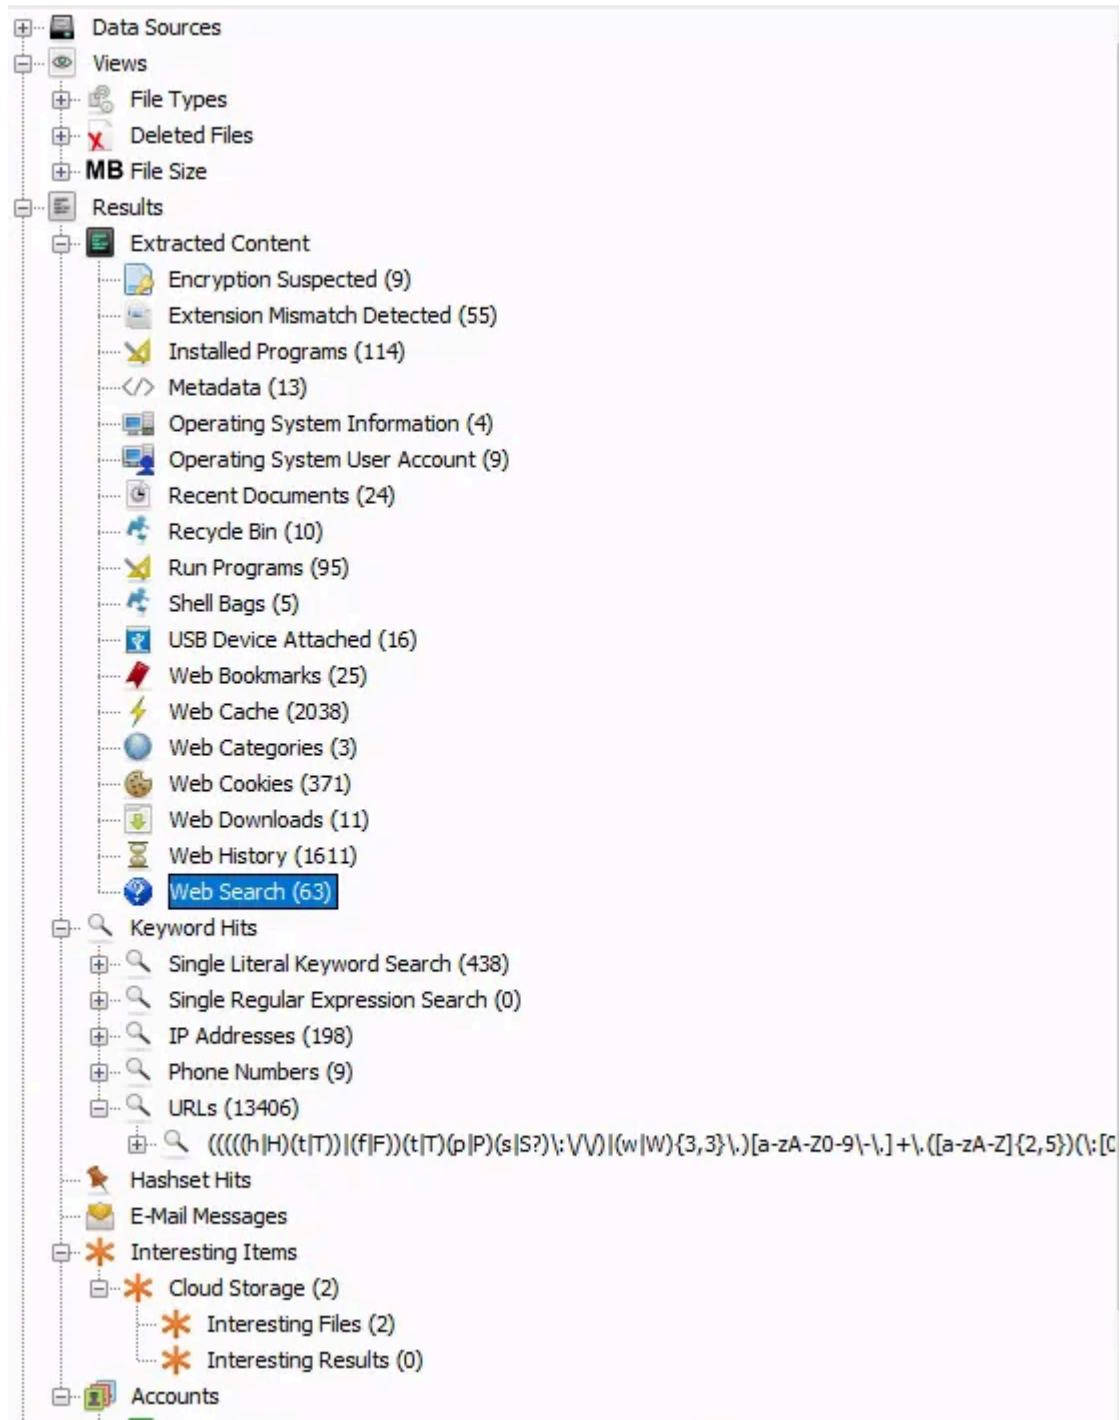 Data Sources
Views
File Types
Deleted Files
MB File Size
Results
Extracted Content
Encryption Suspected (9)
Extension Mismatch Detected (55)
Installed Programs (114)
Metadata (13)
Operating System Information (4)
Operating System User Account (9)
Recent Documents (24)
Recycle Bin (10)
Run Programs (95)
Shell Bags (5)
USB Device Attached (16)
Web Bookmarks (25)
Web Cache (2038)
Web Categories (3)
Web Cookies (371)
Web Downloads (11)
Web History (1611)
Web Search (63)
Keyword Hits
Single Literal Keyword Search (438)
Single Regular Expression Search (0)
IP Addresses (198)
Phone Numbers (9)
URLs (13406)
(((((h|H)(t|T))|(f|F))(t|T)(p|P)(s|S?)\:\/\/)|(w|W){3,3}\.)[a-zA-Z0-9\-\.]+\.([a-zA-Z]{2,5})(\:[0
Hashset Hits
E-Mail Messages
Interesting Items
Cloud Storage (2)
Interesting Files (2)
Interesting Results (0)
Accounts